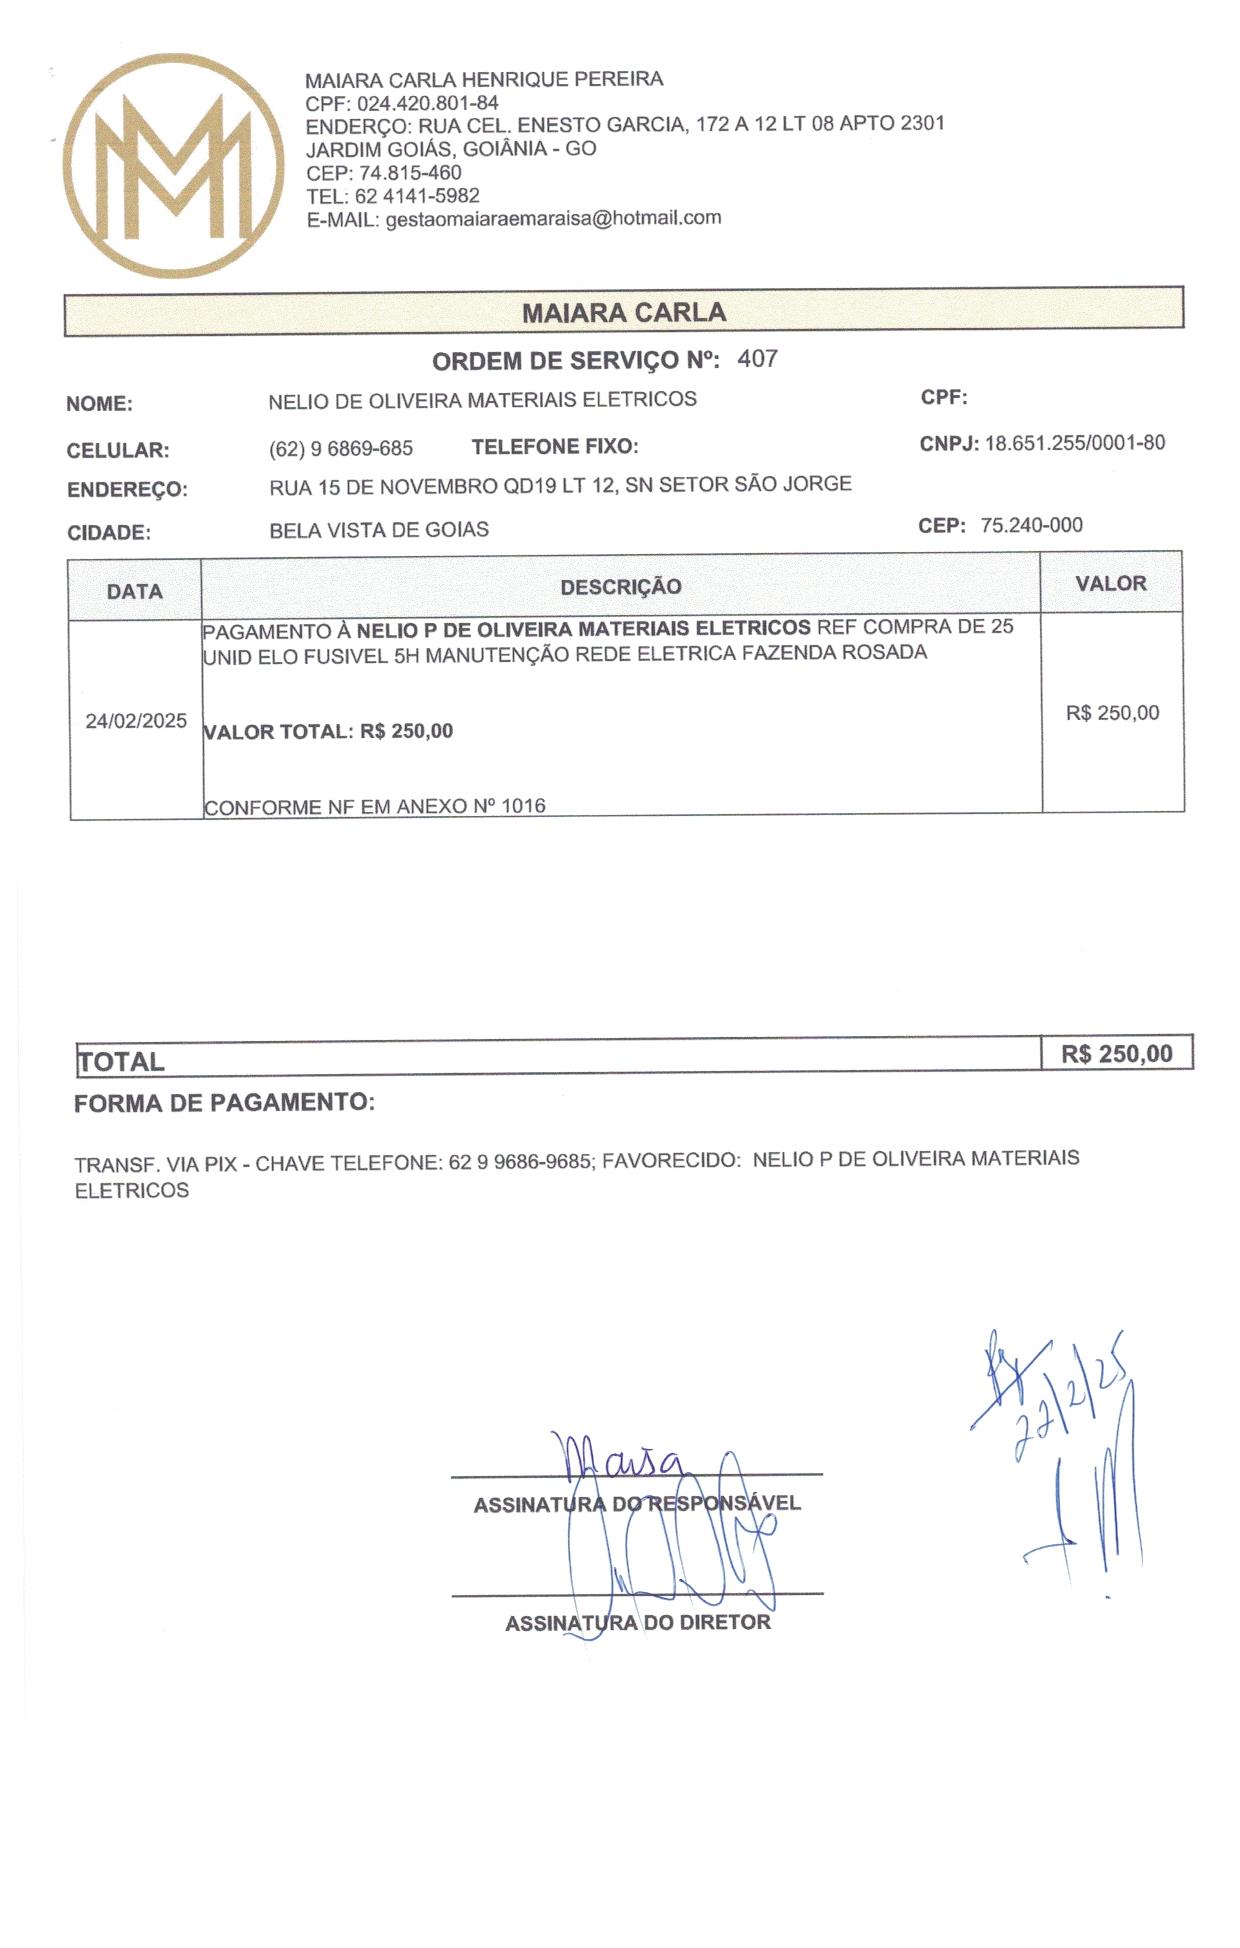 MAIARA CARLA HENRIQUE PEREIRA
CPF: 024.420.801-84
ENDERÇO: RUA CEL. ENESTO GARCIA, 172 A 12 LT 08 APTO 2301
JARDIM GOIÁS, GOIÂNIA - GO
CEP: 74.815-460
TEL: 62 4141-5982
E-MAIL: gestaomaiaraemaraisa@hotmail.com
MAIARA CARLA
ORDEM DE SERVIÇO Nº: 407
NOME: NELIO DE OLIVEIRA MATERIAIS ELETRICOS CPF:
CELULAR: (62) 9 6869-685 TELEFONE FIXO: CNPJ: 18.651.255/0001-80
ENDEREÇO: RUA 15 DE NOVEMBRO QD19 LT 12, SN SETOR SÃO JORGE
CIDADE: BELA VISTA DE GOIAS CEP: 75.240-000
DATA DESCRIÇÃO VALOR
PAGAMENTO À NELIO P DE OLIVEIRA MATERIAIS ELETRICOS REF COMPRA DE 25
UNID ELO FUSIVEL 5H MANUTENÇÃO REDE ELETRICA FAZENDA ROSADA
24/02/2025 VALOR TOTAL: R$ 250,00 R$ 250,00
CONFORME NF EM ANEXO Nº 1016
TOTAL R$ 250,00
FORMA DE PAGAMENTO:
TRANSF. VIA PIX - CHAVE TELEFONE: 62 9 9686-9685; FAVORECIDO: NELIO P DE OLIVEIRA MATERIAIS
ELETRICOS
22/2/25
ASSINATURA DO RESPONSÁVEL
ASSINATURA DO DIRETOR